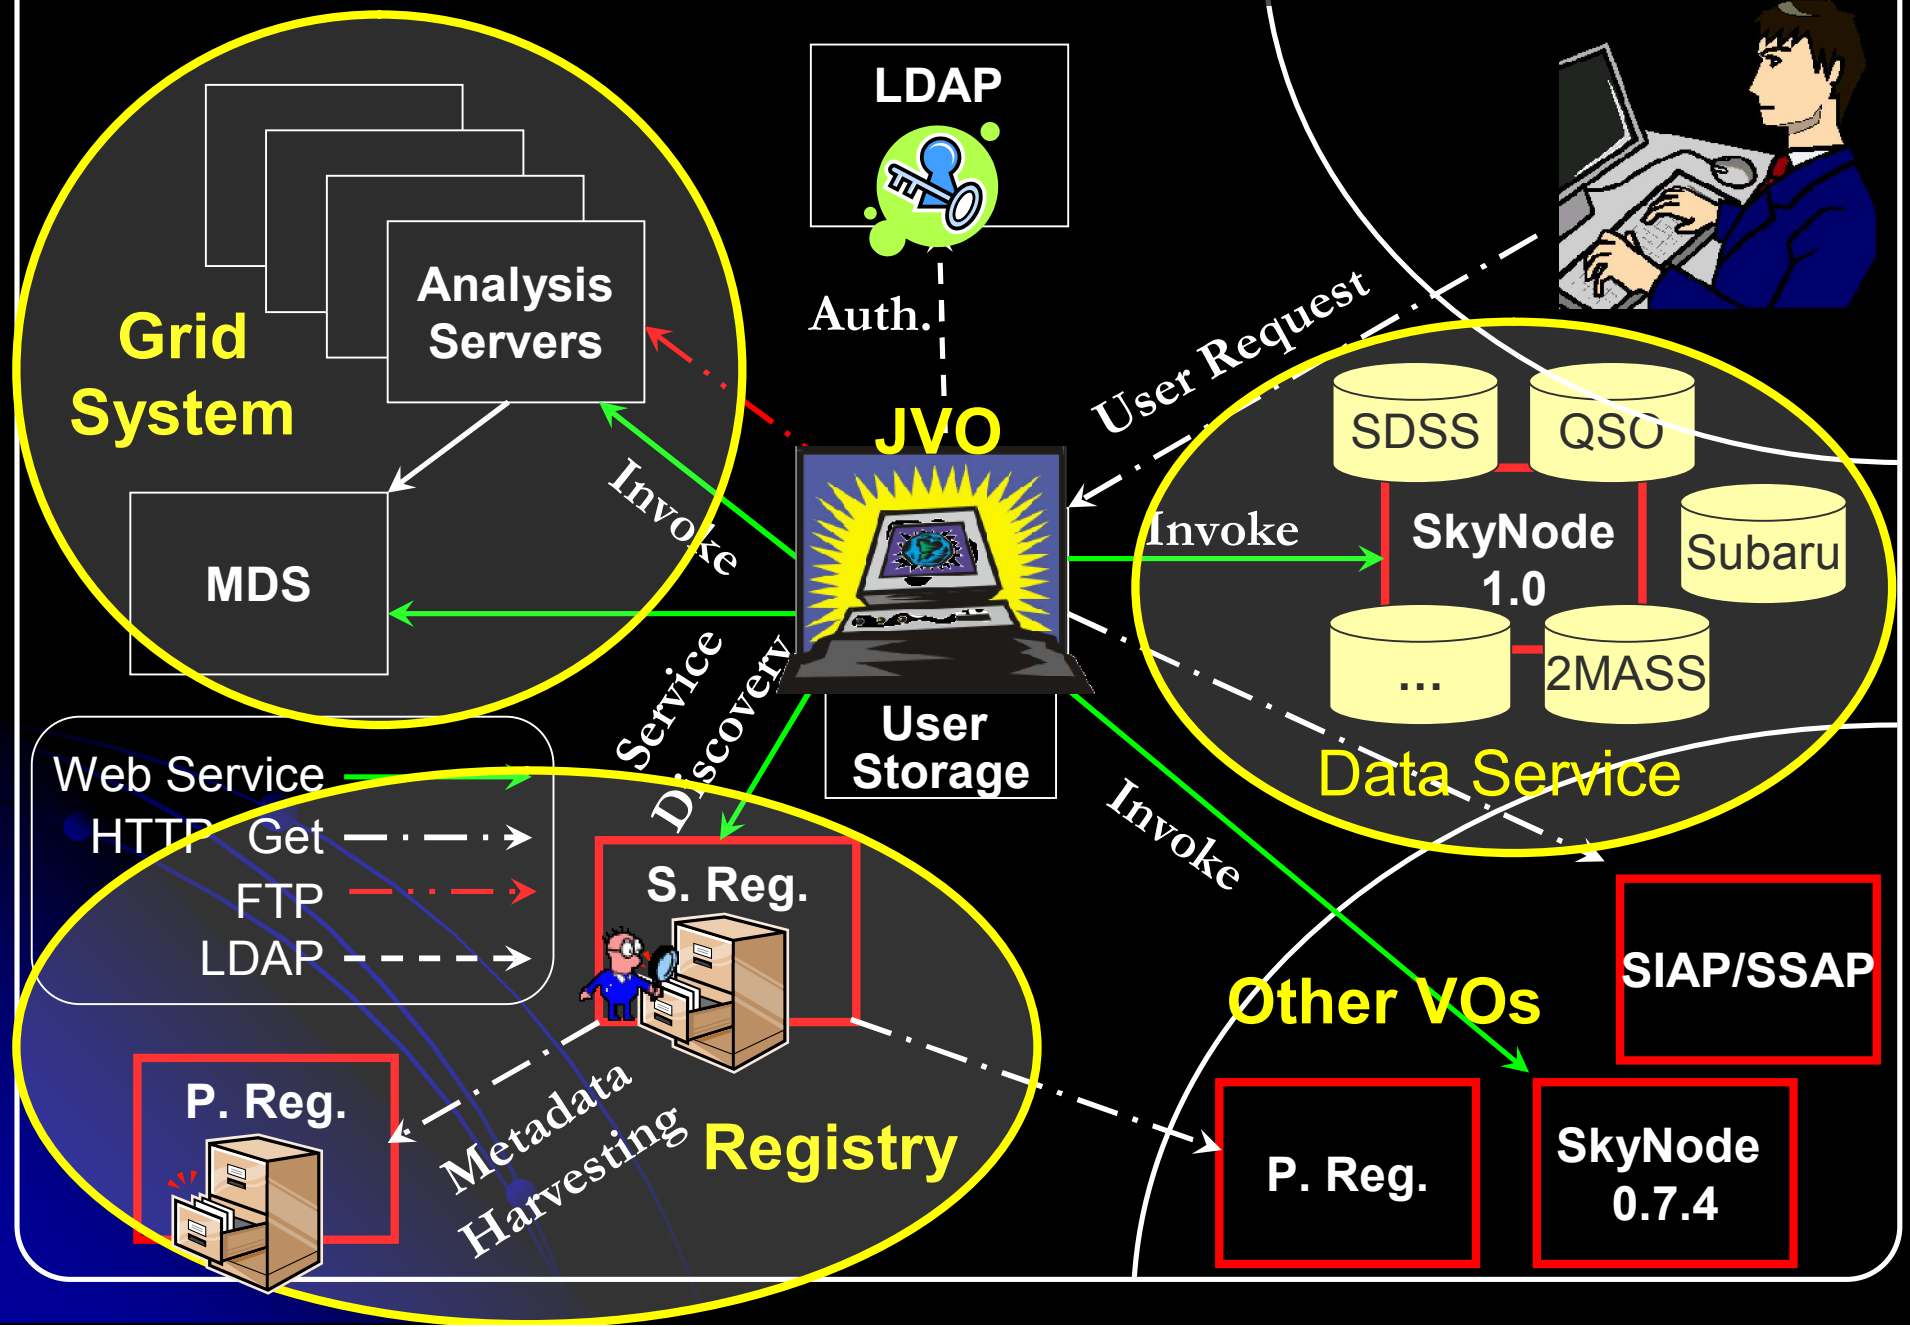 LDAP
Analysis
Servers
Grid
System
Auth.
User Request
JVO
SDSS
QSO
Invoke
Invoke
SkyNode
1.0
Subaru
MDS
...
2MASS
Service
Discovery
User
Storage
Data Service
Web Service
HTTP Get
FTP
LDAP
Invoke
S. Reg.
Other VOs
SIAP/SSAP
P. Reg.
Metadata
Harvesting
Registry
P. Reg.
SkyNode
0.7.4